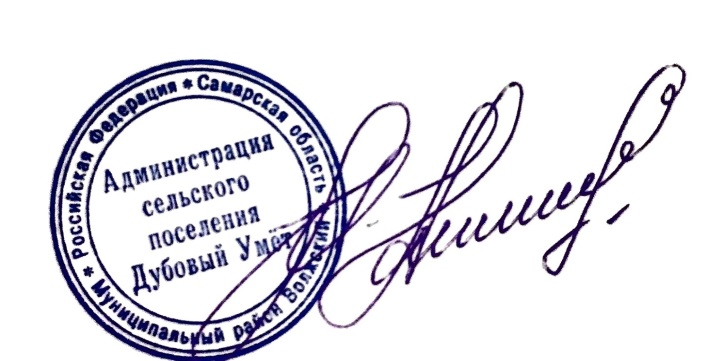 * Российская Федерация * Самарская область
Муниципальный район Волжский
Администрация
сельского
поселения
Дубовый Умёт